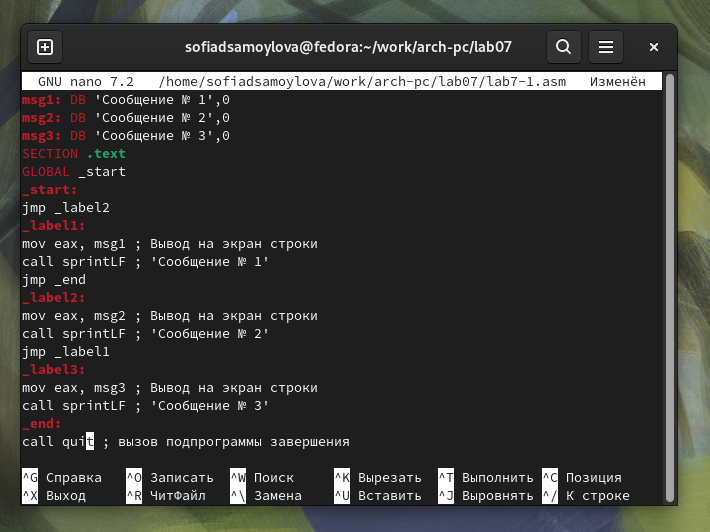 sofiadsamoylova@fedora:~/work/arch-pc/lab07
GNU nano 7.2 /home/sofiadsamoylova/work/arch-pc/lab07/lab7-1.asm Изменён
msg1: DB 'Сообщение № 1',0
msg2: DB 'Сообщение № 2',0
msg3: DB 'Сообщение № 3',0
SECTION .text
GLOBAL _start
_start:
jmp _label2
_label1:
mov eax, msg1 ; Вывод на экран строки
call sprintLF ; 'Сообщение № 1'
jmp _end
_label2:
mov eax, msg2 ; Вывод на экран строки
call sprintLF ; 'Сообщение № 2'
jmp _label1
_label3:
mov eax, msg3 ; Вывод на экран строки
call sprintLF ; 'Сообщение № 3'
_end:
call quit ; вызов подпрограммы завершения
^G Справка ^O Записать ^W Поиск ^K Вырезать ^T Выполнить ^C Позиция
^X Выход ^R ЧитФайл ^\ Замена ^U Вставить ^J Выровнять ^/ К строке